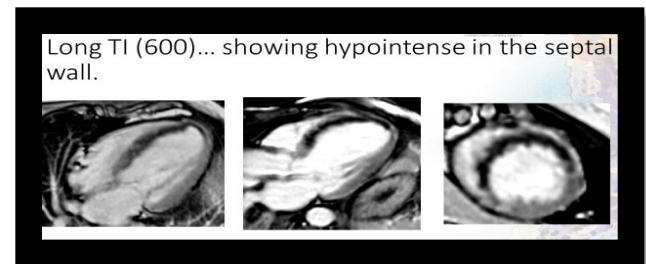 Long TI (600)... showing hypointense in the septal
wall.